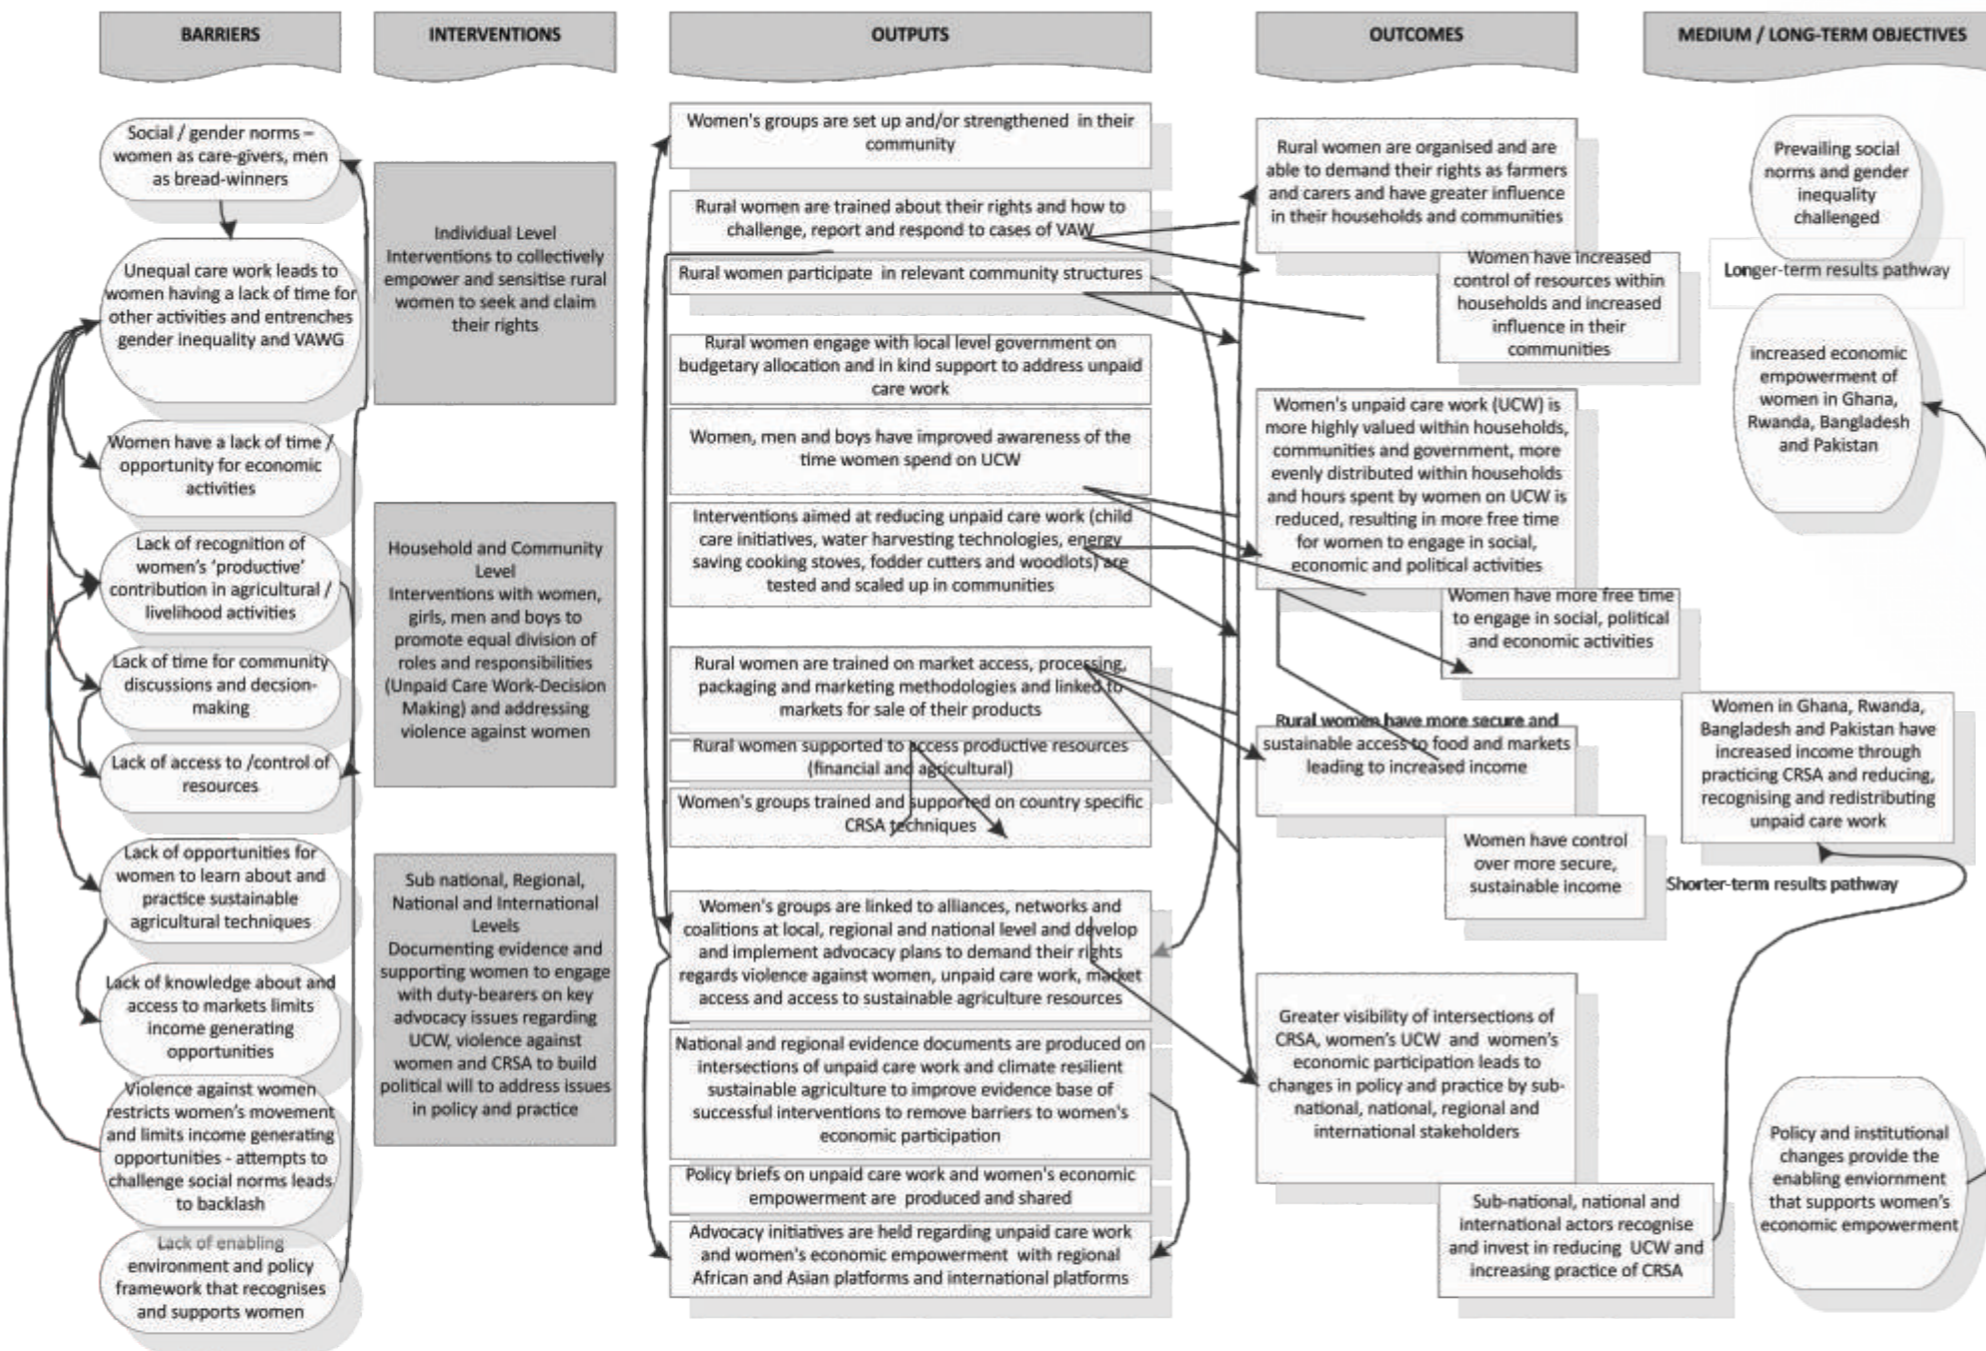 BARRIERS
INTERVENTIONS
OUTPUTS
OUTCOMES
MEDIUM / LONG-TERM OBJECTIVES
Social / gender norms –
women as care-givers, men
as bread-winners
Unequal care work leads to
women having a lack of time for
other activities and entrenches
gender inequality and VAWG
Women have a lack of time /
opportunity for economic
activities
Lack of recognition of
women's 'productive'
contribution in agricultural /
livelihood activities
Lack of time for community
discussions and decsion-
making
Lack of access to /control of
resources
Lack of opportunities for
women to learn about and
practice sustainable
agricultural techniques
Lack of knowledge about and
access to markets limits
income generating
opportunities
Violence against women
restricts women's movement
and limits income generating
opportunities - attempts to
challenge social norms leads
to backlash
Lack of enabling
environment and policy
framework that recognises
and supports women
Individual Level
Interventions to collectively
empower and sensitise rural
women to seek and claim
their rights
Household and Community
Level
Interventions with women,
girls, men and boys to
promote equal division of
roles and responsibilities
(Unpaid Care Work-Decision
Making) and addressing
violence against women
Sub national, Regional,
National and International
Levels
Documenting evidence and
supporting women to engage
with duty-bearers on key
advocacy issues regarding
UCW, violence against
women and CRSA to build
political will to address issues
in policy and practice
Women's groups are set up and/or strengthened in their
community
Rural women are trained about their rights and how to
challenge, report and respond to cases of VAW
Rural women participate in relevant community structures
Rural women engage with local level government on
budgetary allocation and in kind support to address unpaid
care work
Women, men and boys have improved awareness of the
time women spend on UCW
Interventions aimed at reducing unpaid care work (child
care initiatives, water harvesting technologies, energy
saving cooking stoves, fodder cutters and woodlots) are
tested and scaled up in communities
Rural women are trained on market access, processing,
packaging and marketing methodologies and linked to
markets for sale of their products
Rural women supported to access productive resources
(financial and agricultural)
Women's groups trained and supported on country specific
CRSA techniques
Women's groups are linked to alliances, networks and
coalitions at local, regional and national level and develop
and implement advocacy plans to demand their rights
regards violence against women, unpaid care work, market
access and access to sustainable agriculture resources
National and regional evidence documents are produced on
intersections of unpaid care work and climate resilient
sustainable agriculture to improve evidence base of
successful interventions to remove barriers to women's
economic participation
Policy briefs on unpaid care work and women's economic
empowerment are produced and shared
Advocacy initiatives are held regarding unpaid care work
and women's economic empowerment with regional
African and Asian platforms and international platforms
Rural women are organised and are
able to demand their rights as farmers
and carers and have greater influence
in their households and communities
Women have increased
control of resources within
households and increased
influence in their
communities
Women's unpaid care work (UCW) is
more highly valued within households,
communities and government, more
evenly distributed within households
and hours spent by women on UCW is
reduced, resulting in more free time
for women to engage in social,
economic and political activities
Women have more free time
to engage in social, political
and economic activities
Rural women have more secure and
sustainable access to food and markets
leading to increased income
Women have control
over more secure,
sustainable income
Greater visibility of intersections of
CRSA, women's UCW and women's
economic participation leads to
changes in policy and practice by sub-
national, national, regional and
international stakeholders
Sub-national, national and
international actors recognise
and invest in reducing UCW and
increasing practice of CRSA
Prevailing social
norms and gender
inequality
challenged
Longer-term results pathway
increased economic
empowerment of
women in Ghana,
Rwanda, Bangladesh
and Pakistan
Women in Ghana, Rwanda,
Bangladesh and Pakistan have
increased income through
practicing CRSA and reducing,
recognising and redistributing
unpaid care work
Shorter-term results pathway
Policy and institutional
changes provide the
enabling enviornment
that supports women's
economic empowerment